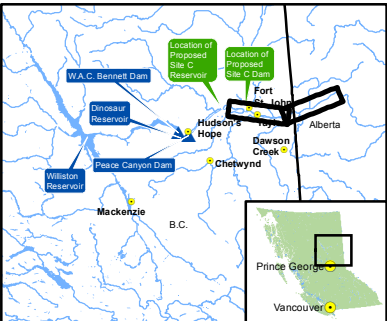 Location of
Proposed
Site C
Reservoir
Location of
Proposed
Site C Dam
W.A.C. Bennett Dam
Fort
St. John
Dinosaur
Reservoir
Taylor
Hudson's
Hope
Alberta
Dawson
Creek
Peace Canyon Dam
Chetwynd
Williston
Reservoir
Mackenzie
B.C.
Prince George
Vancouver